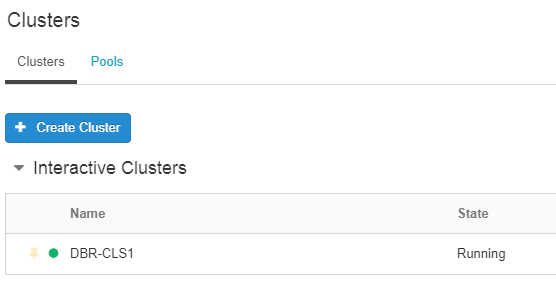 Clusters
Clusters Pools
Create Cluster
Interactive Clusters
Name State
DBR-CLS1 Running